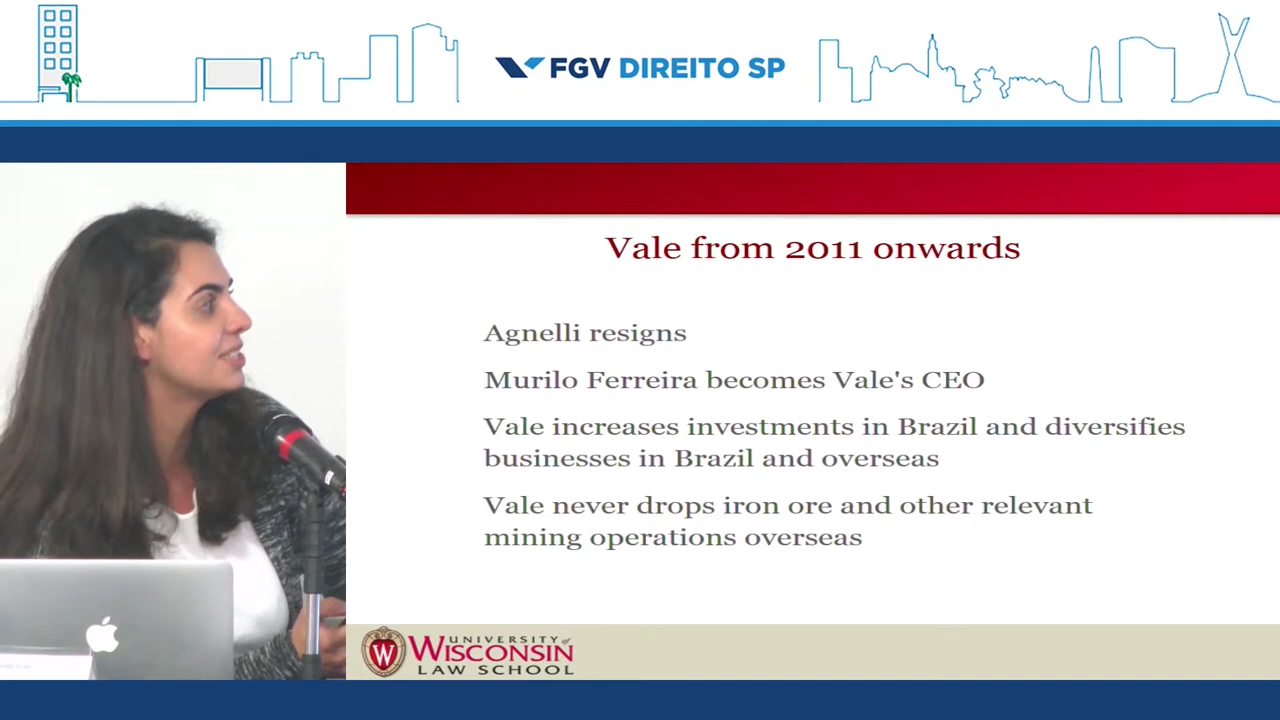 FGV DIREITO SP
Vale from 2011 onwards
Agnelli resigns
Murilo Ferreira becomes Vale's CEO
Vale increases investments in Brazil and diversifies
businesses in Brazil and overseas
Vale never drops iron ore and other relevant
mining operations overseas
W
UNIVERSITY of
WISCONSIN
LAW SCHOOL